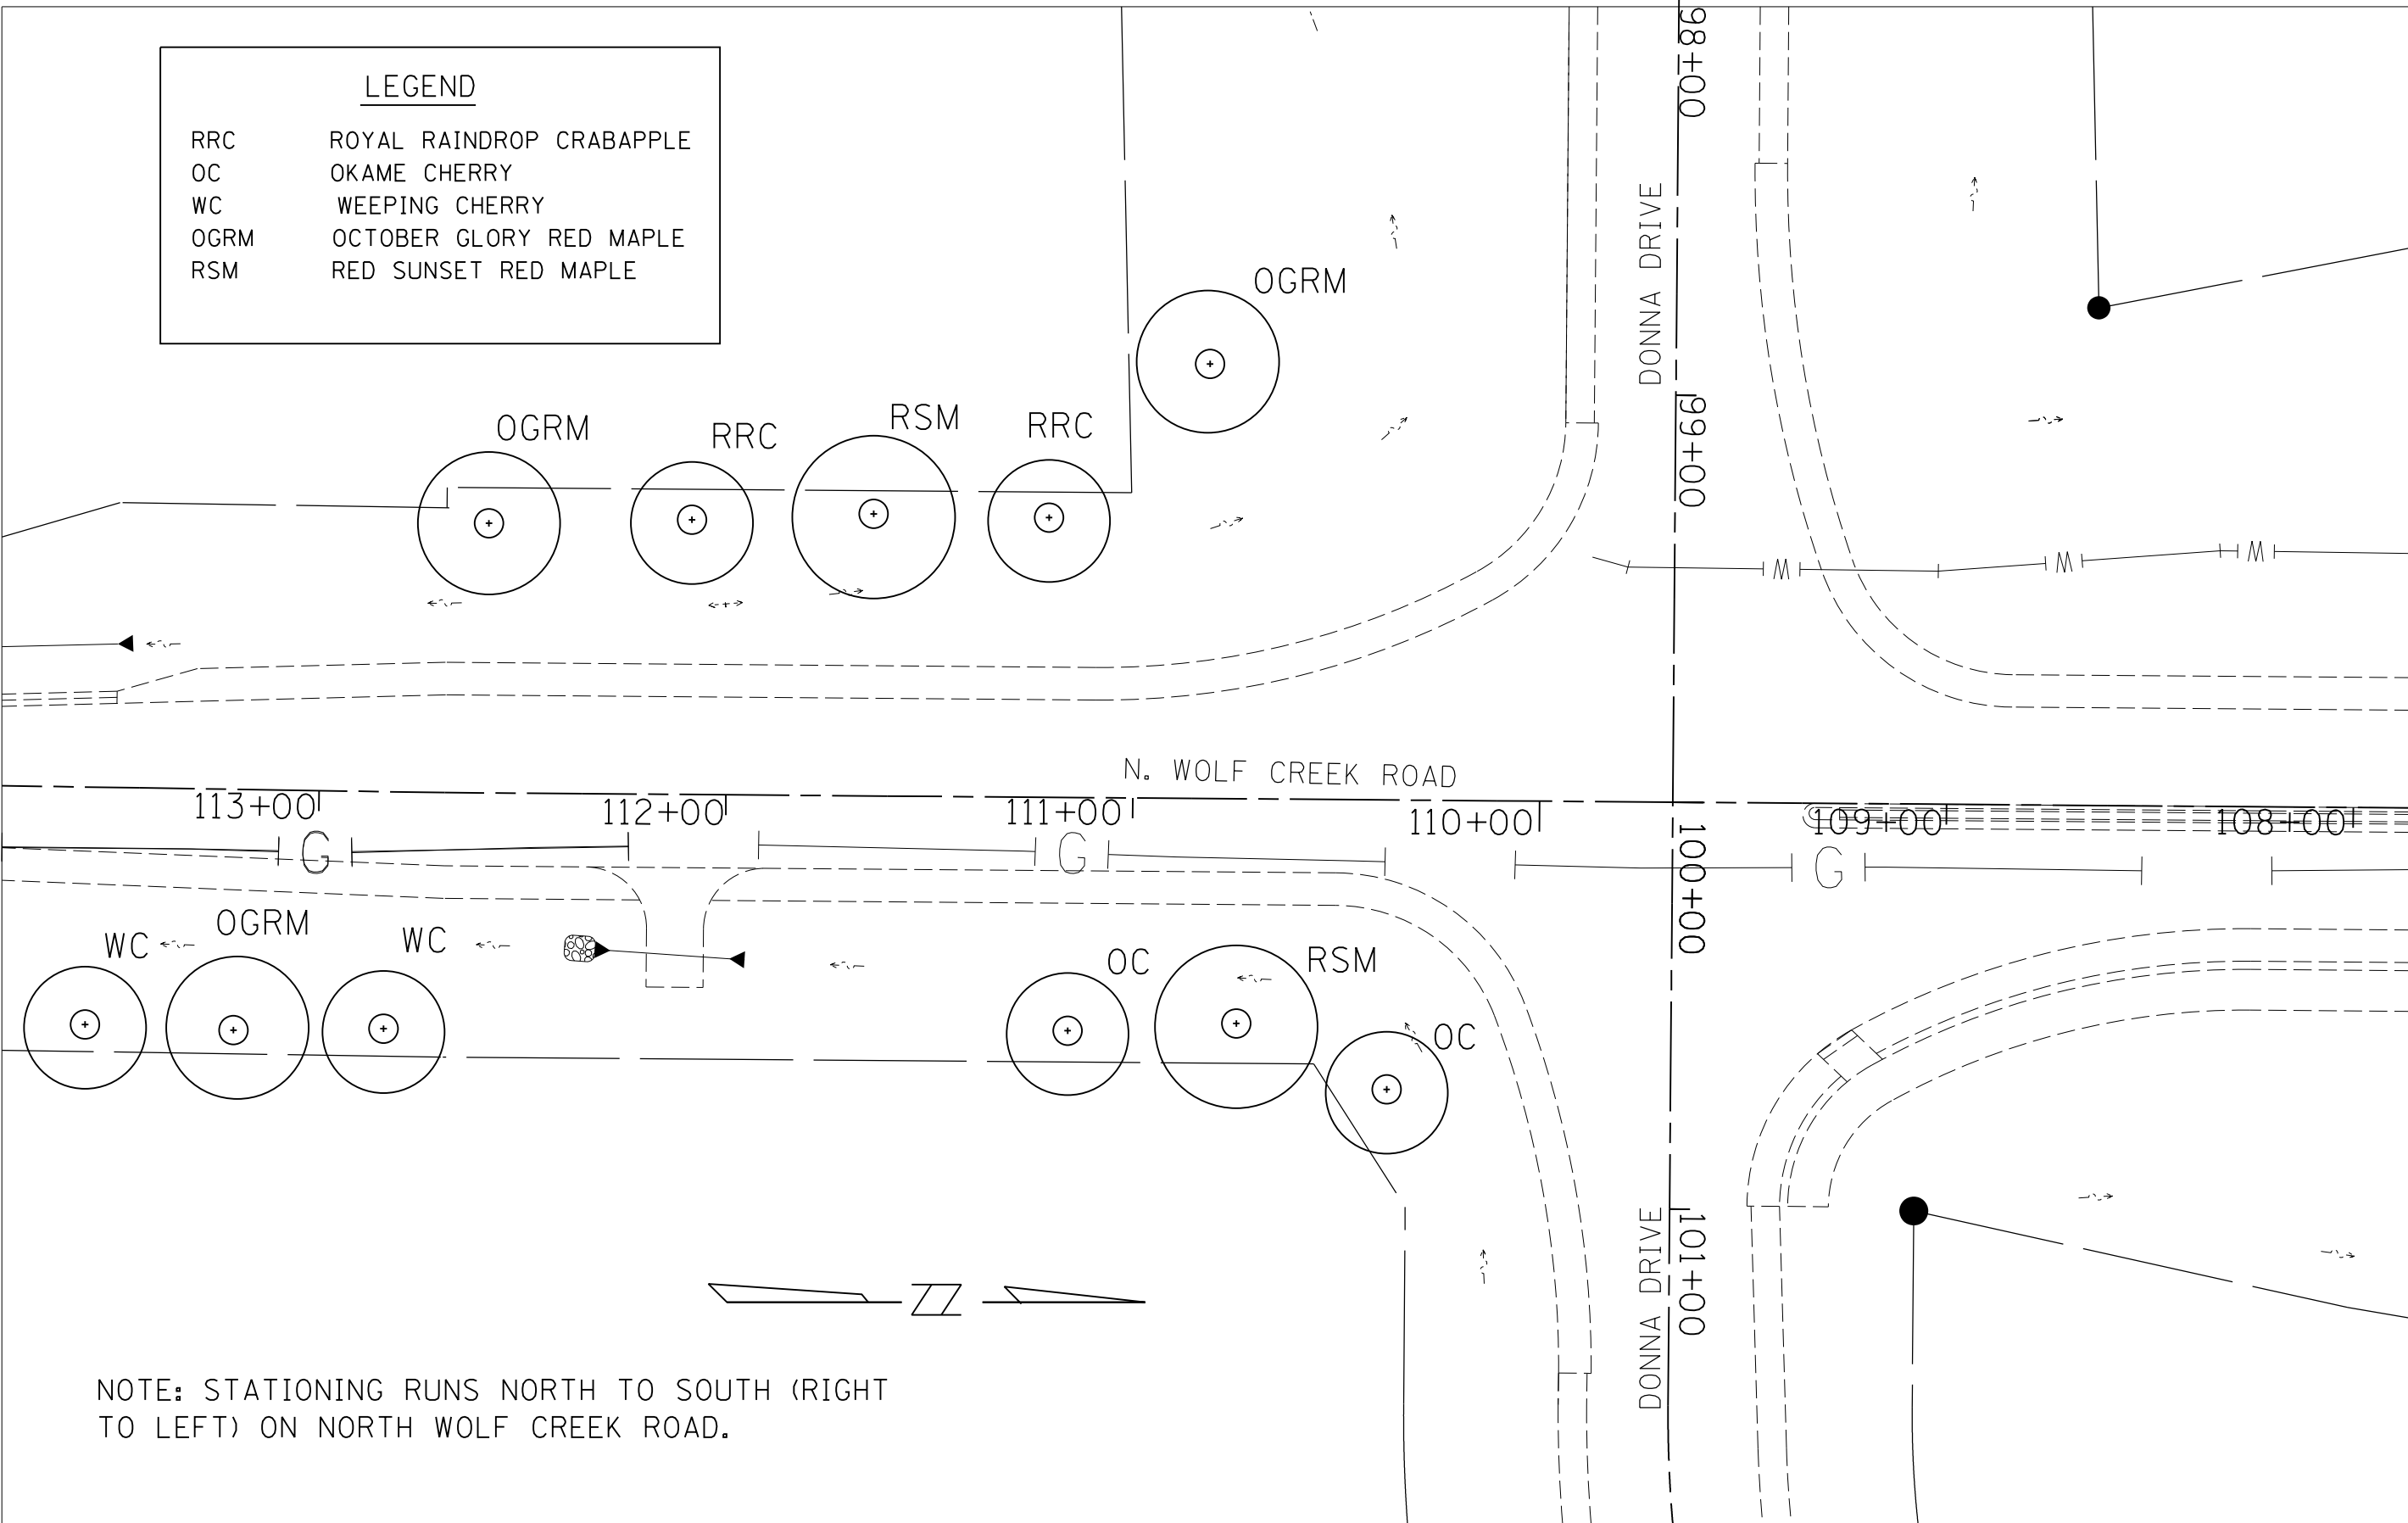 LEGEND
RRC ROYAL RAINDROP CRABAPPLE
OC OKAME CHERRY
WC WEEPING CHERRY
OGRM OCTOBER GLORY RED MAPLE
RSM RED SUNSET RED MAPLE
98+00
DONNA DRIVE
OGRM
OGRM
RRC
RSM
RRC
99+00
W
W
W
N. WOLF CREEK ROAD
113+00
112+00
111+00
110+00
109+00
108+00
G
G
G
100+00
WC
OGRM
WC
OC
RSM
OC
DONNA DRIVE
101+00
Z
NOTE: STATIONING RUNS NORTH TO SOUTH (RIGHT
TO LEFT) ON NORTH WOLF CREEK ROAD.